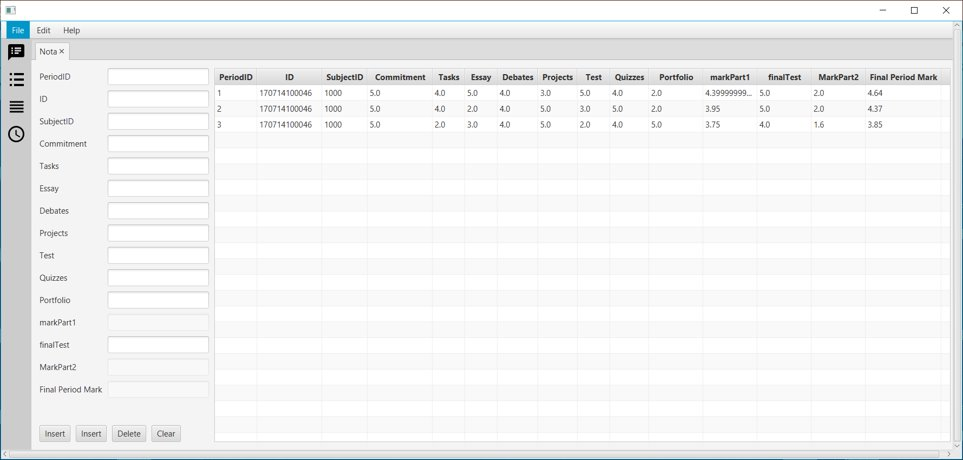 File Edit Help
Nota ×
PeriodID
ID
SubjectID
Commitment
Tasks
Essay
Debates
Projects
Test
Quizzes
Portfolio
markPart1
finalTest
MarkPart2
Final Period Mark
Insert Insert Delete Clear
PeriodID ID SubjectID Commitment Tasks Essay Debates Projects Test Quizzes Portfolio markPart1 finalTest MarkPart2 Final Period Mark
1 170714100046 1000 5.0 4.0 5.0 4.0 3.0 5.0 4.0 2.0 4.39999999... 5.0 2.0 4.64
2 170714100046 1000 5.0 4.0 2.0 4.0 5.0 3.0 5.0 2.0 3.95 5.0 2.0 4.37
3 170714100046 1000 5.0 2.0 3.0 4.0 5.0 2.0 4.0 5.0 3.75 4.0 1.6 3.85